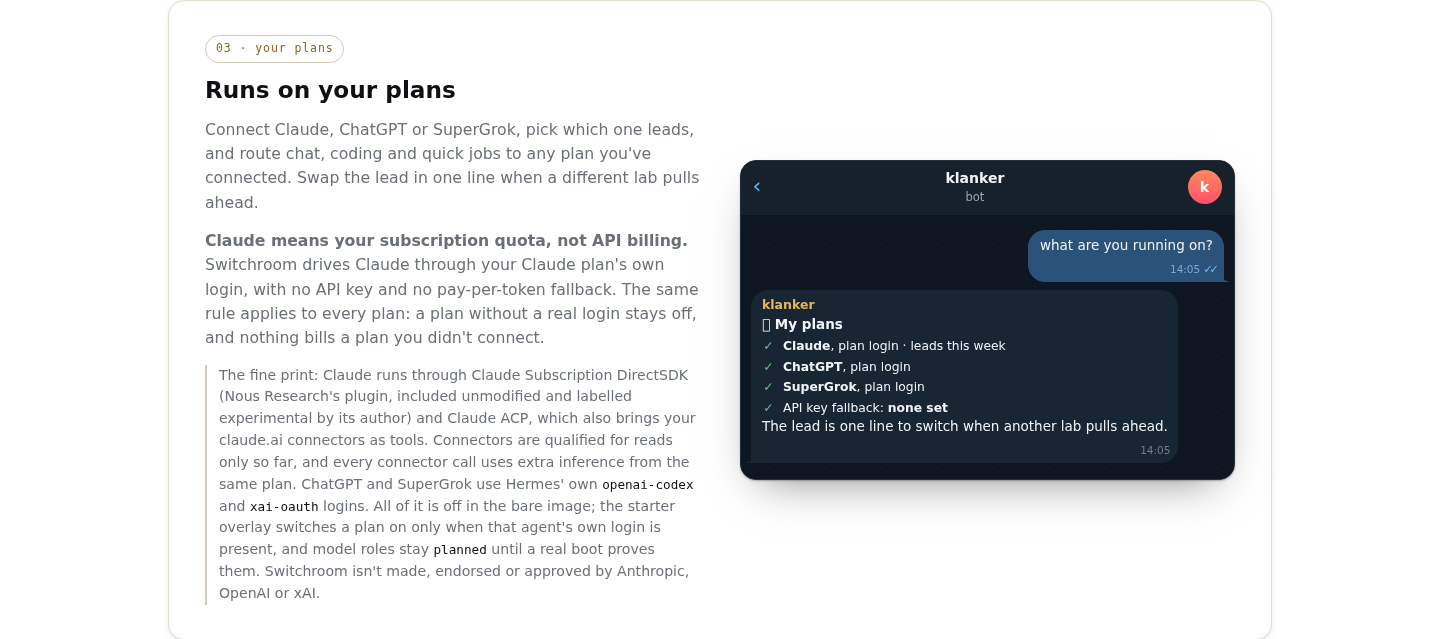 03 · your plans
Runs on your plans
Connect Claude, ChatGPT or SuperGrok, pick which one leads,
and route chat, coding and quick jobs to any plan you've
connected. Swap the lead in one line when a different lab pulls
ahead.
Claude means your subscription quota, not API billing.
Switchroom drives Claude through your Claude plan's own
login, with no API key and no pay-per-token fallback. The same
rule applies to every plan: a plan without a real login stays off,
and nothing bills a plan you didn't connect.
The fine print: Claude runs through Claude Subscription DirectSDK
(Nous Research's plugin, included unmodified and labelled
experimental by its author) and Claude ACP, which also brings your
claude.ai connectors as tools. Connectors are qualified for reads
only so far, and every connector call uses extra inference from the
same plan. ChatGPT and SuperGrok use Hermes' own openai-codex
and xai-oauth logins. All of it is off in the bare image; the starter
overlay switches a plan on only when that agent's own login is
present, and model roles stay planned until a real boot proves
them. Switchroom isn't made, endorsed or approved by Anthropic,
OpenAI or xAI.
klanker
bot
k
what are you running on?
14:05 ✓✓
klanker
My plans
✓ Claude, plan login · leads this week
✓ ChatGPT, plan login
✓ SuperGrok, plan login
✓ API key fallback: none set
The lead is one line to switch when another lab pulls ahead.
14:05